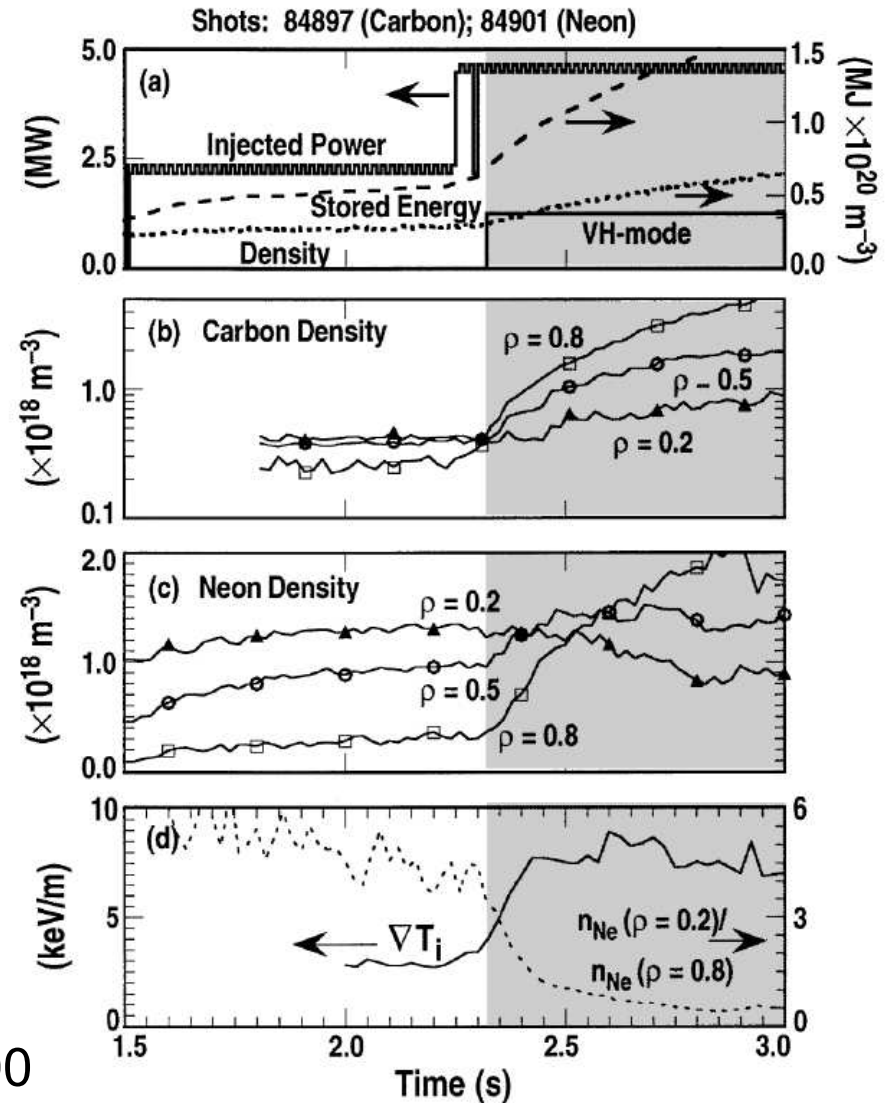 Shots: 84897 (Carbon); 84901 (Neon)
5.0
1.5
(a)
(MW)
(MJ ×10²⁰ m⁻³)
1.0
Injected Power
2.5
Stored Energy
0.5
VH-mode
Density
0.0
0.0
(b) Carbon Density
ρ = 0.8
1.0
ρ – 0.5
(×10¹⁸ m⁻³)
ρ = 0.2
0.1
2.0
(c) Neon Density
ρ = 0.2
(×10¹⁸ m⁻³)
1.0
ρ = 0.5
ρ = 0.8
0.0
10
6
(d)
(keV/m)
5
3
∇Tᵢ
n_Ne (ρ = 0.2)/
n_Ne (ρ = 0.8)
0
0
1.5 2.0 2.5 3.0
Time (s)